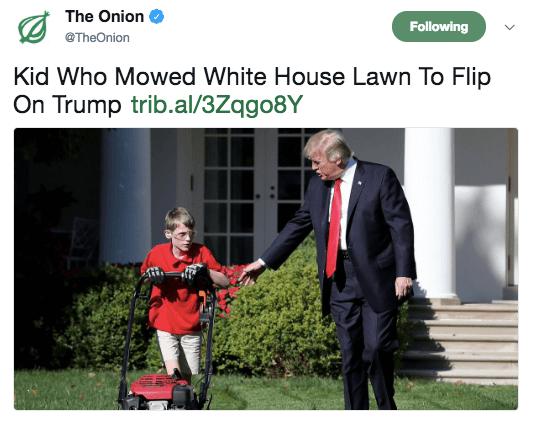 The Onion
@TheOnion
Following
Kid Who Mowed White House Lawn To Flip
On Trump trib.al/3Zqgo8Y